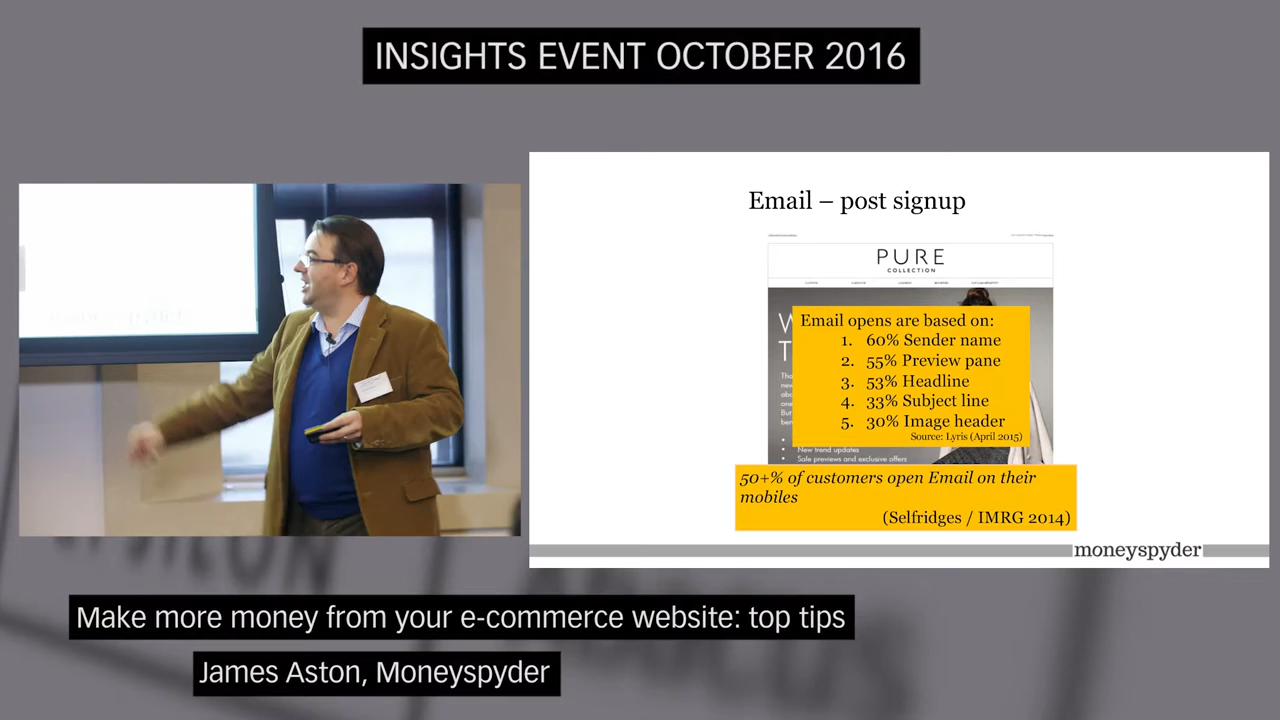 INSIGHTS EVENT OCTOBER 2016
Email – post signup
PURE
COLLECTION
Email opens are based on:
1. 60% Sender name
2. 55% Preview pane
3. 53% Headline
4. 33% Subject line
5. 30% Image header
Source: Lyris (April 2015)
• New trend updates
• Sale previews and exclusive offers
50+% of customers open Email on their
mobiles
(Selfridges / IMRG 2014)
moneyspyder
Make more money from your e-commerce website: top tips
James Aston, Moneyspyder